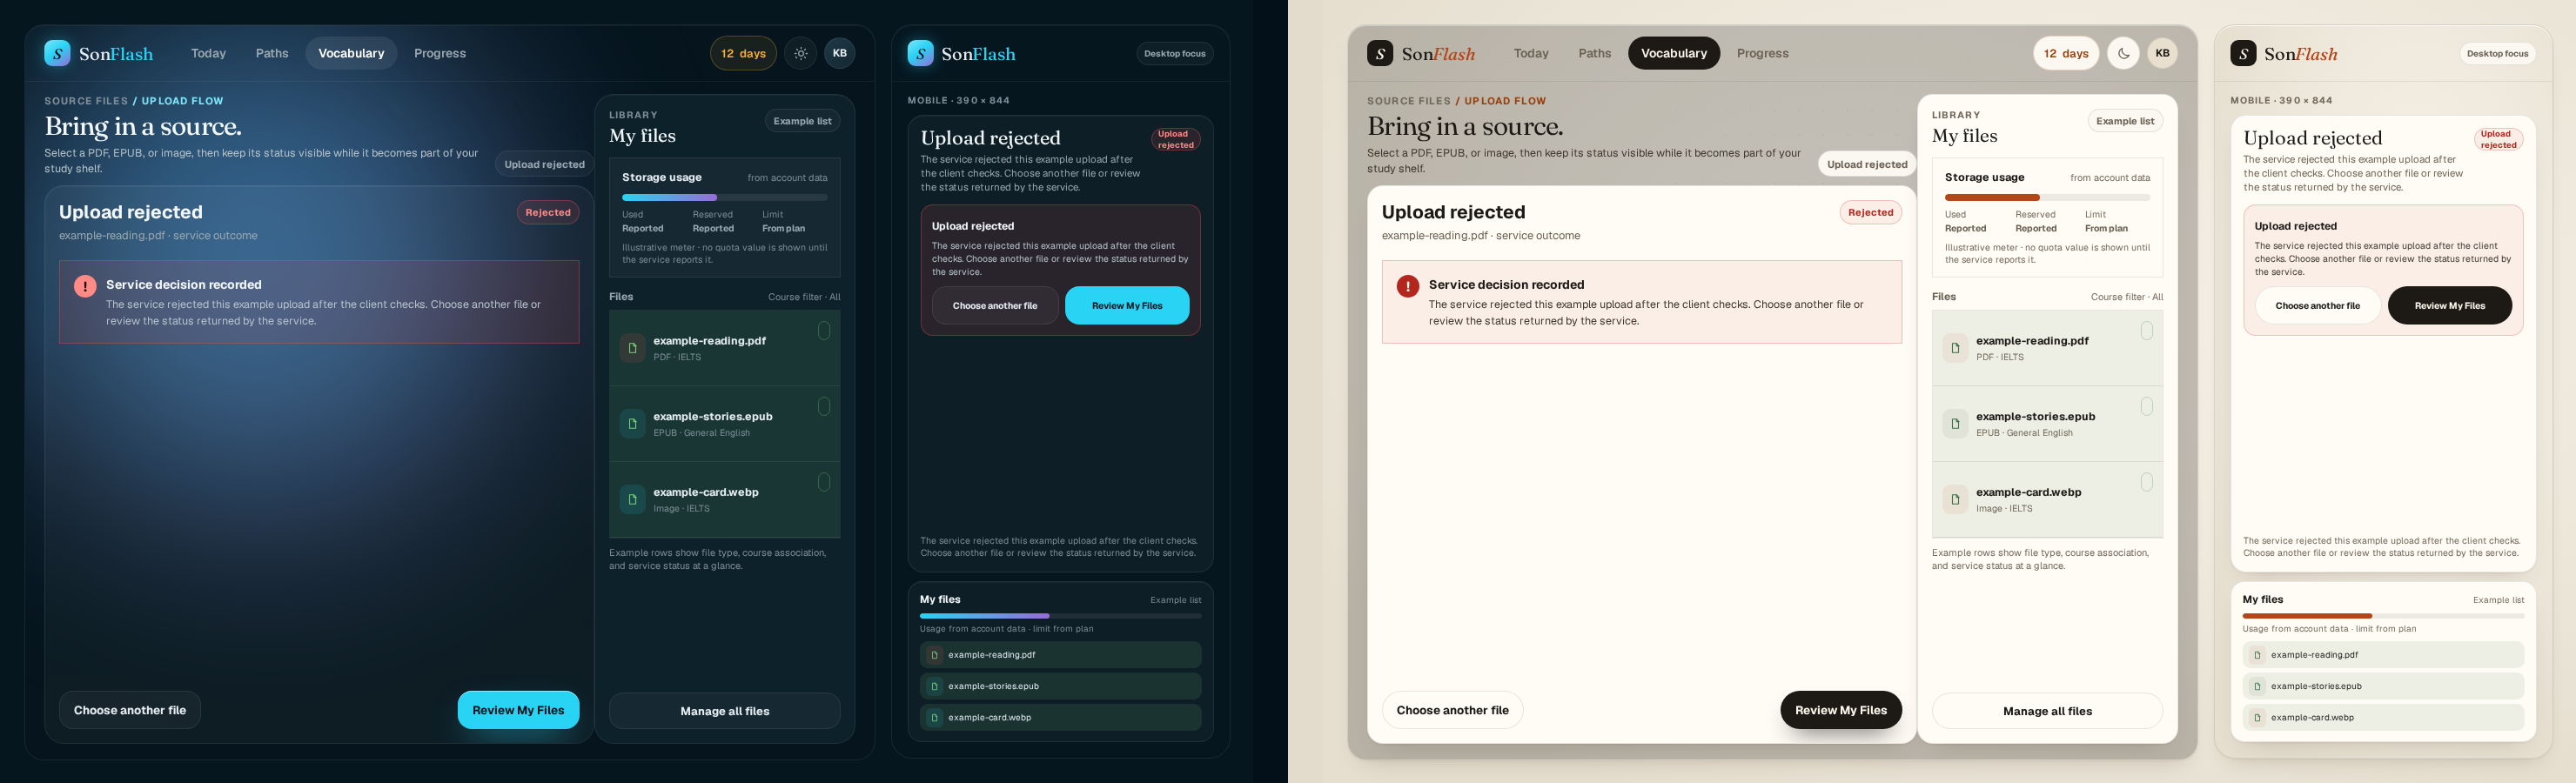 S SonFlash Today Paths Vocabulary Progress 12 days KB
SOURCE FILES / UPLOAD FLOW
Bring in a source.
Select a PDF, EPUB, or image, then keep its status visible while it becomes part of your
study shelf.
Upload rejected
Upload rejected
Rejected
example-reading.pdf · service outcome
! Service decision recorded
The service rejected this example upload after the client checks. Choose another file or
review the status returned by the service.
Choose another file
Review My Files
LIBRARY
My files
Example list
Storage usage from account data
Used Reserved Limit
Reported Reported From plan
Illustrative meter · no quota value is shown until
the service reports it.
Files Course filter · All
example-reading.pdf
PDF · IELTS
example-stories.epub
EPUB · General English
example-card.webp
Image · IELTS
Example rows show file type, course association,
and service status at a glance.
Manage all files
S SonFlash Desktop focus
MOBILE · 390 × 844
Upload rejected
Upload
rejected
The service rejected this example upload after
the client checks. Choose another file or review
the status returned by the service.
Upload rejected
The service rejected this example upload after the client
checks. Choose another file or review the status returned by
the service.
Choose another file Review My Files
The service rejected this example upload after the client checks.
Choose another file or review the status returned by the service.
My files Example list
Usage from account data · limit from plan
example-reading.pdf
example-stories.epub
example-card.webp
S SonFlash Today Paths Vocabulary Progress 12 days KB
SOURCE FILES / UPLOAD FLOW
Bring in a source.
Select a PDF, EPUB, or image, then keep its status visible while it becomes part of your
study shelf.
Upload rejected
Upload rejected
Rejected
example-reading.pdf · service outcome
! Service decision recorded
The service rejected this example upload after the client checks. Choose another file or
review the status returned by the service.
Choose another file
Review My Files
LIBRARY
My files
Example list
Storage usage from account data
Used Reserved Limit
Reported Reported From plan
Illustrative meter · no quota value is shown until
the service reports it.
Files Course filter · All
example-reading.pdf
PDF · IELTS
example-stories.epub
EPUB · General English
example-card.webp
Image · IELTS
Example rows show file type, course association,
and service status at a glance.
Manage all files
S SonFlash Desktop focus
MOBILE · 390 × 844
Upload rejected
Upload
rejected
The service rejected this example upload after
the client checks. Choose another file or review
the status returned by the service.
Upload rejected
The service rejected this example upload after the client
checks. Choose another file or review the status returned by
the service.
Choose another file Review My Files
The service rejected this example upload after the client checks.
Choose another file or review the status returned by the service.
My files Example list
Usage from account data · limit from plan
example-reading.pdf
example-stories.epub
example-card.webp